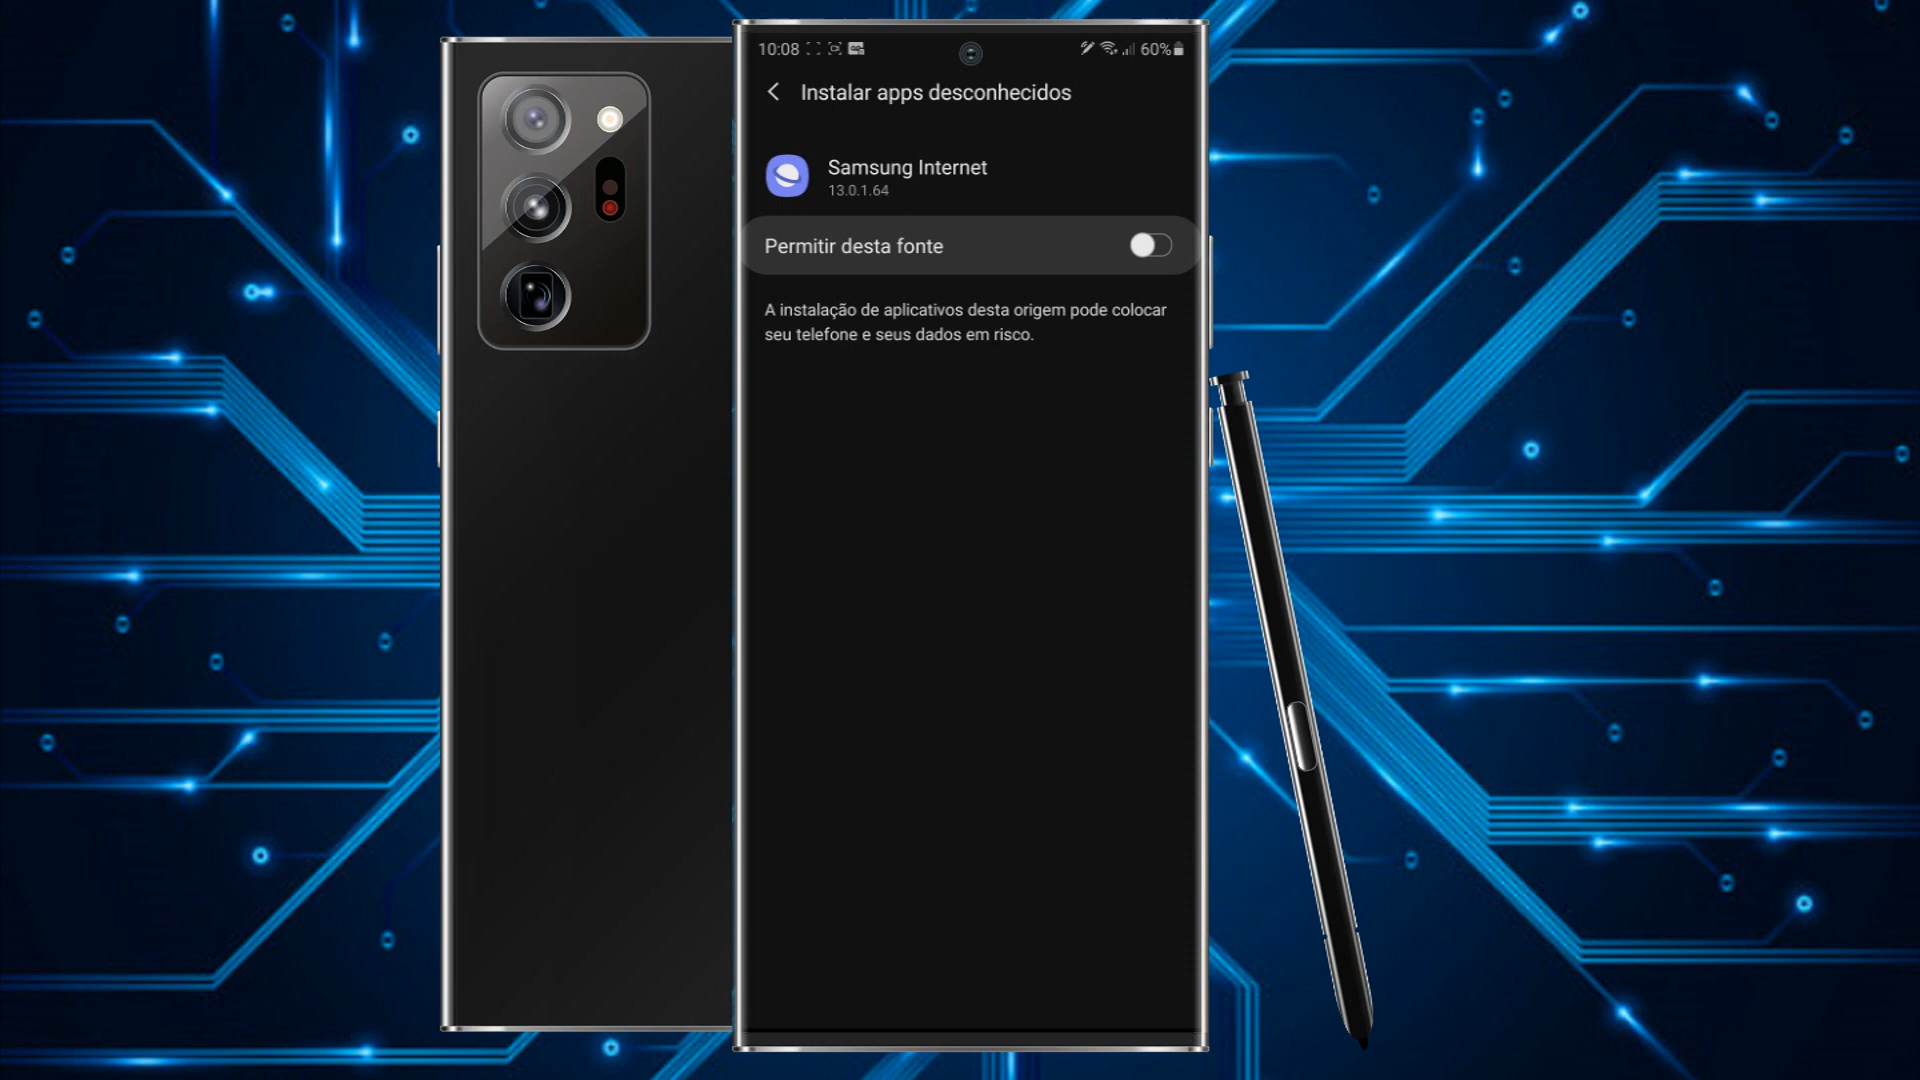 10:08
60%
Instalar apps desconhecidos
Samsung Internet
13.0.1.64
Permitir desta fonte
A instalação de aplicativos desta origem pode colocar
seu telefone e seus dados em risco.